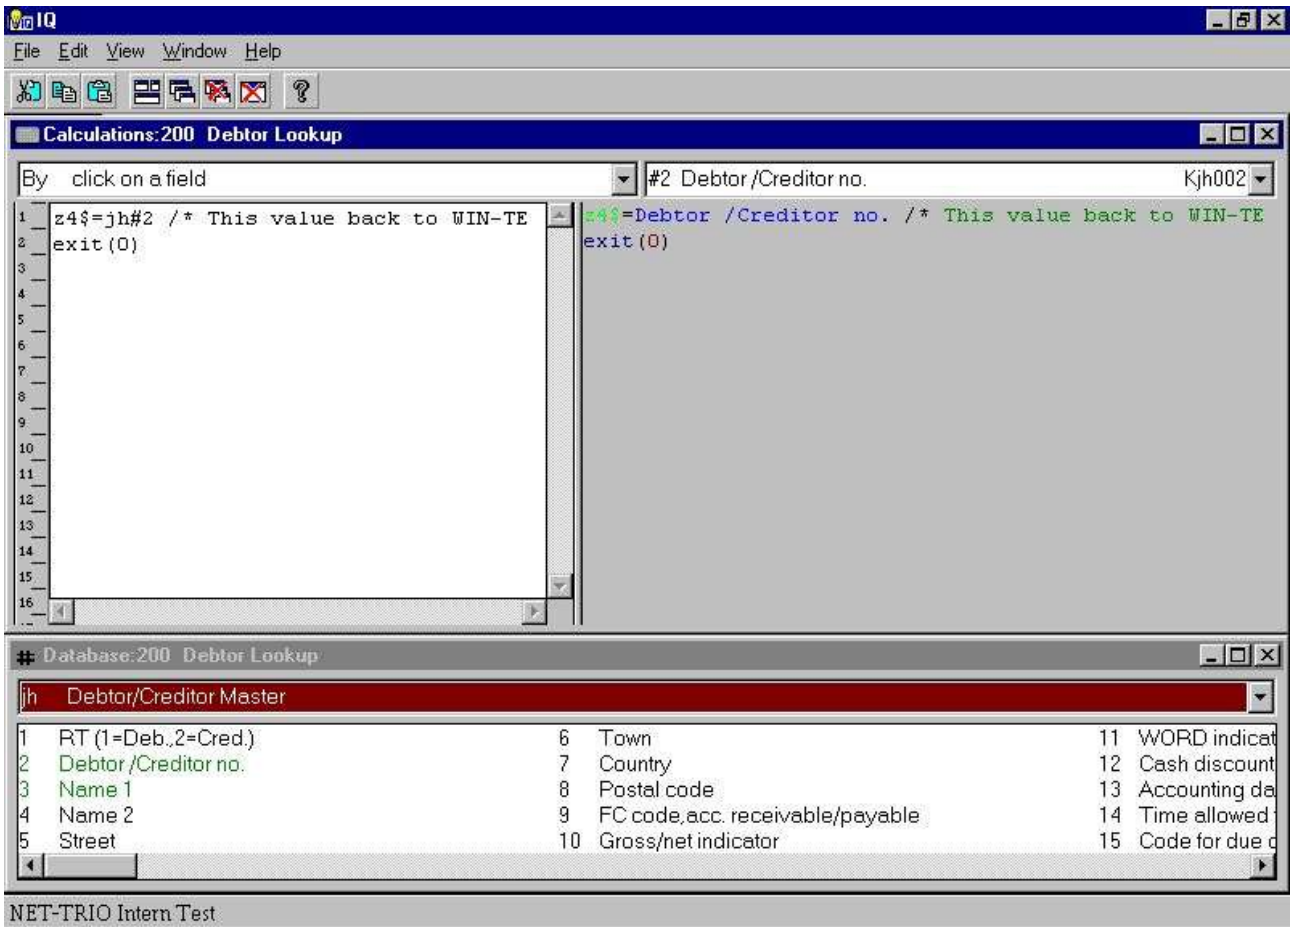 IQ
File Edit View Window Help
Calculations:200 Debtor Lookup
By click on a field
#2 Debtor /Creditor no. Kjh002
1 z4$=jh#2 /* This value back to WIN-TE
2 exit(0)
3
4
5
6
7
8
9
10
11
12
13
14
15
16
z4$=Debtor /Creditor no. /* This value back to WIN-TE
exit(0)
# Database:200 Debtor Lookup
jh Debtor/Creditor Master
1 RT (1=Deb.,2=Cred.)
2 Debtor /Creditor no.
3 Name 1
4 Name 2
5 Street
6 Town
7 Country
8 Postal code
9 FC code,acc. receivable/payable
10 Gross/net indicator
11 WORD indicat
12 Cash discount
13 Accounting da
14 Time allowed
15 Code for due d
NET-TRIO Intern Test